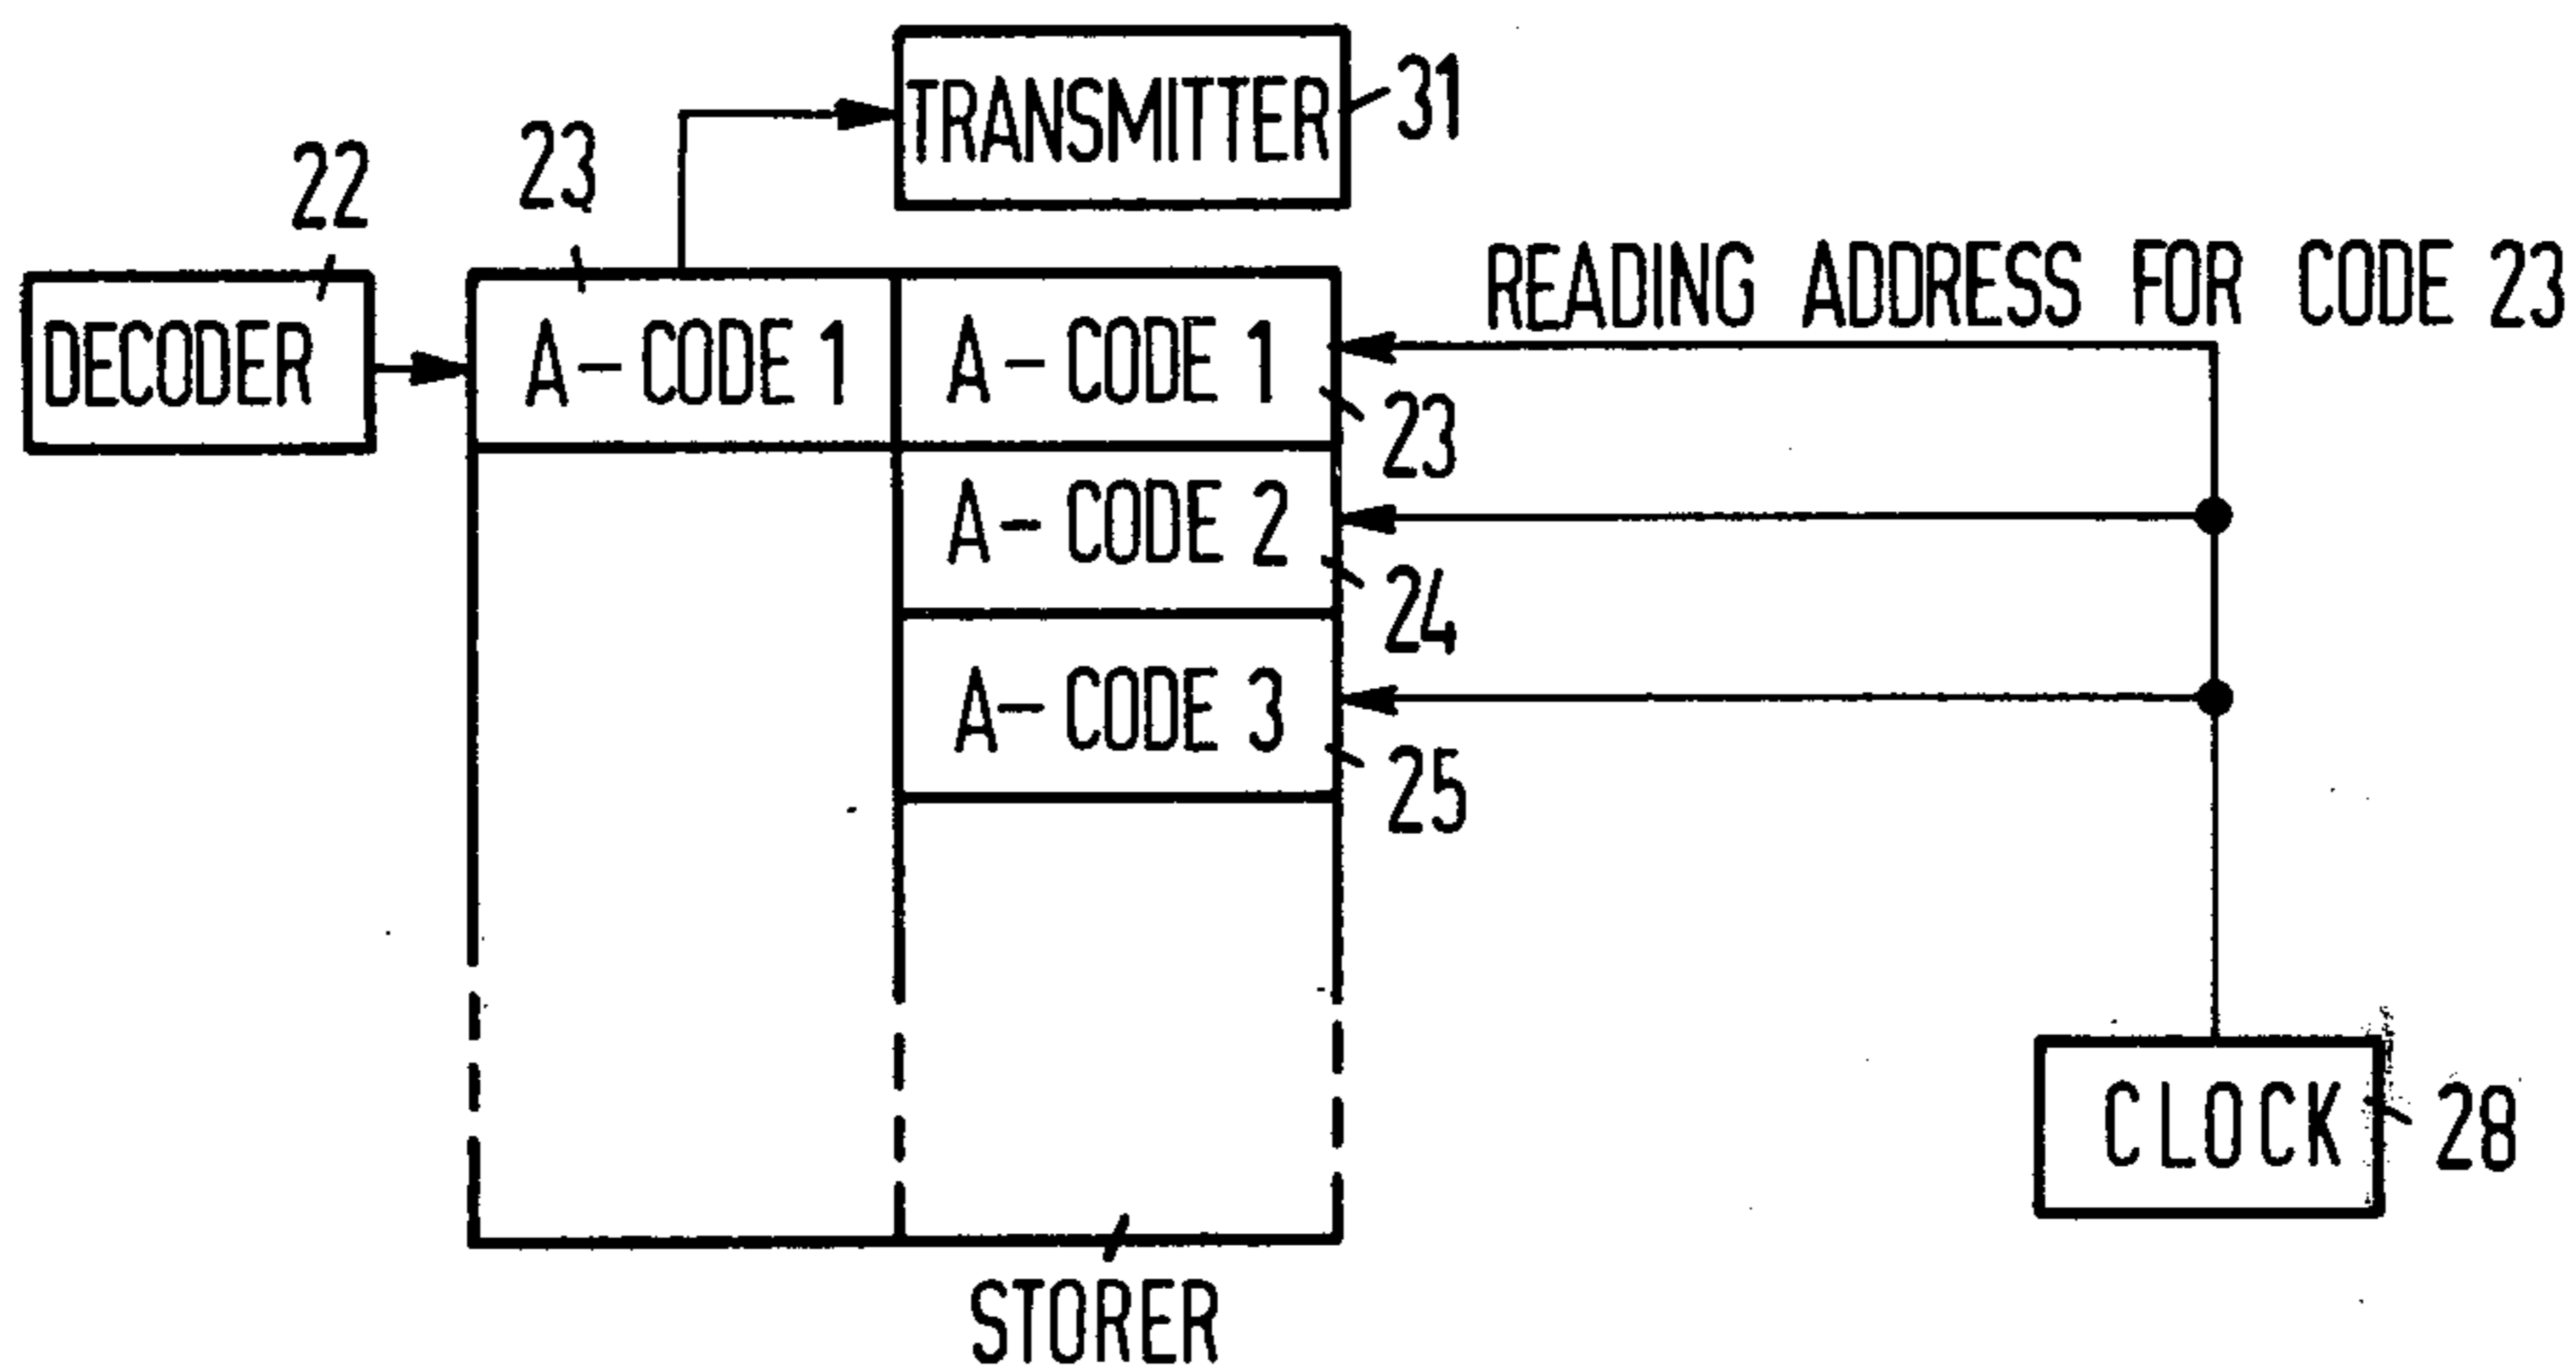 TRANSMITTER
31
22
23
READING ADDRESS FOR CODE 23
DECODER
A- CODE 1
A- CODE 1
23
A- CODE 2
24
A- CODE 3
25
CLOCK
28
STORER